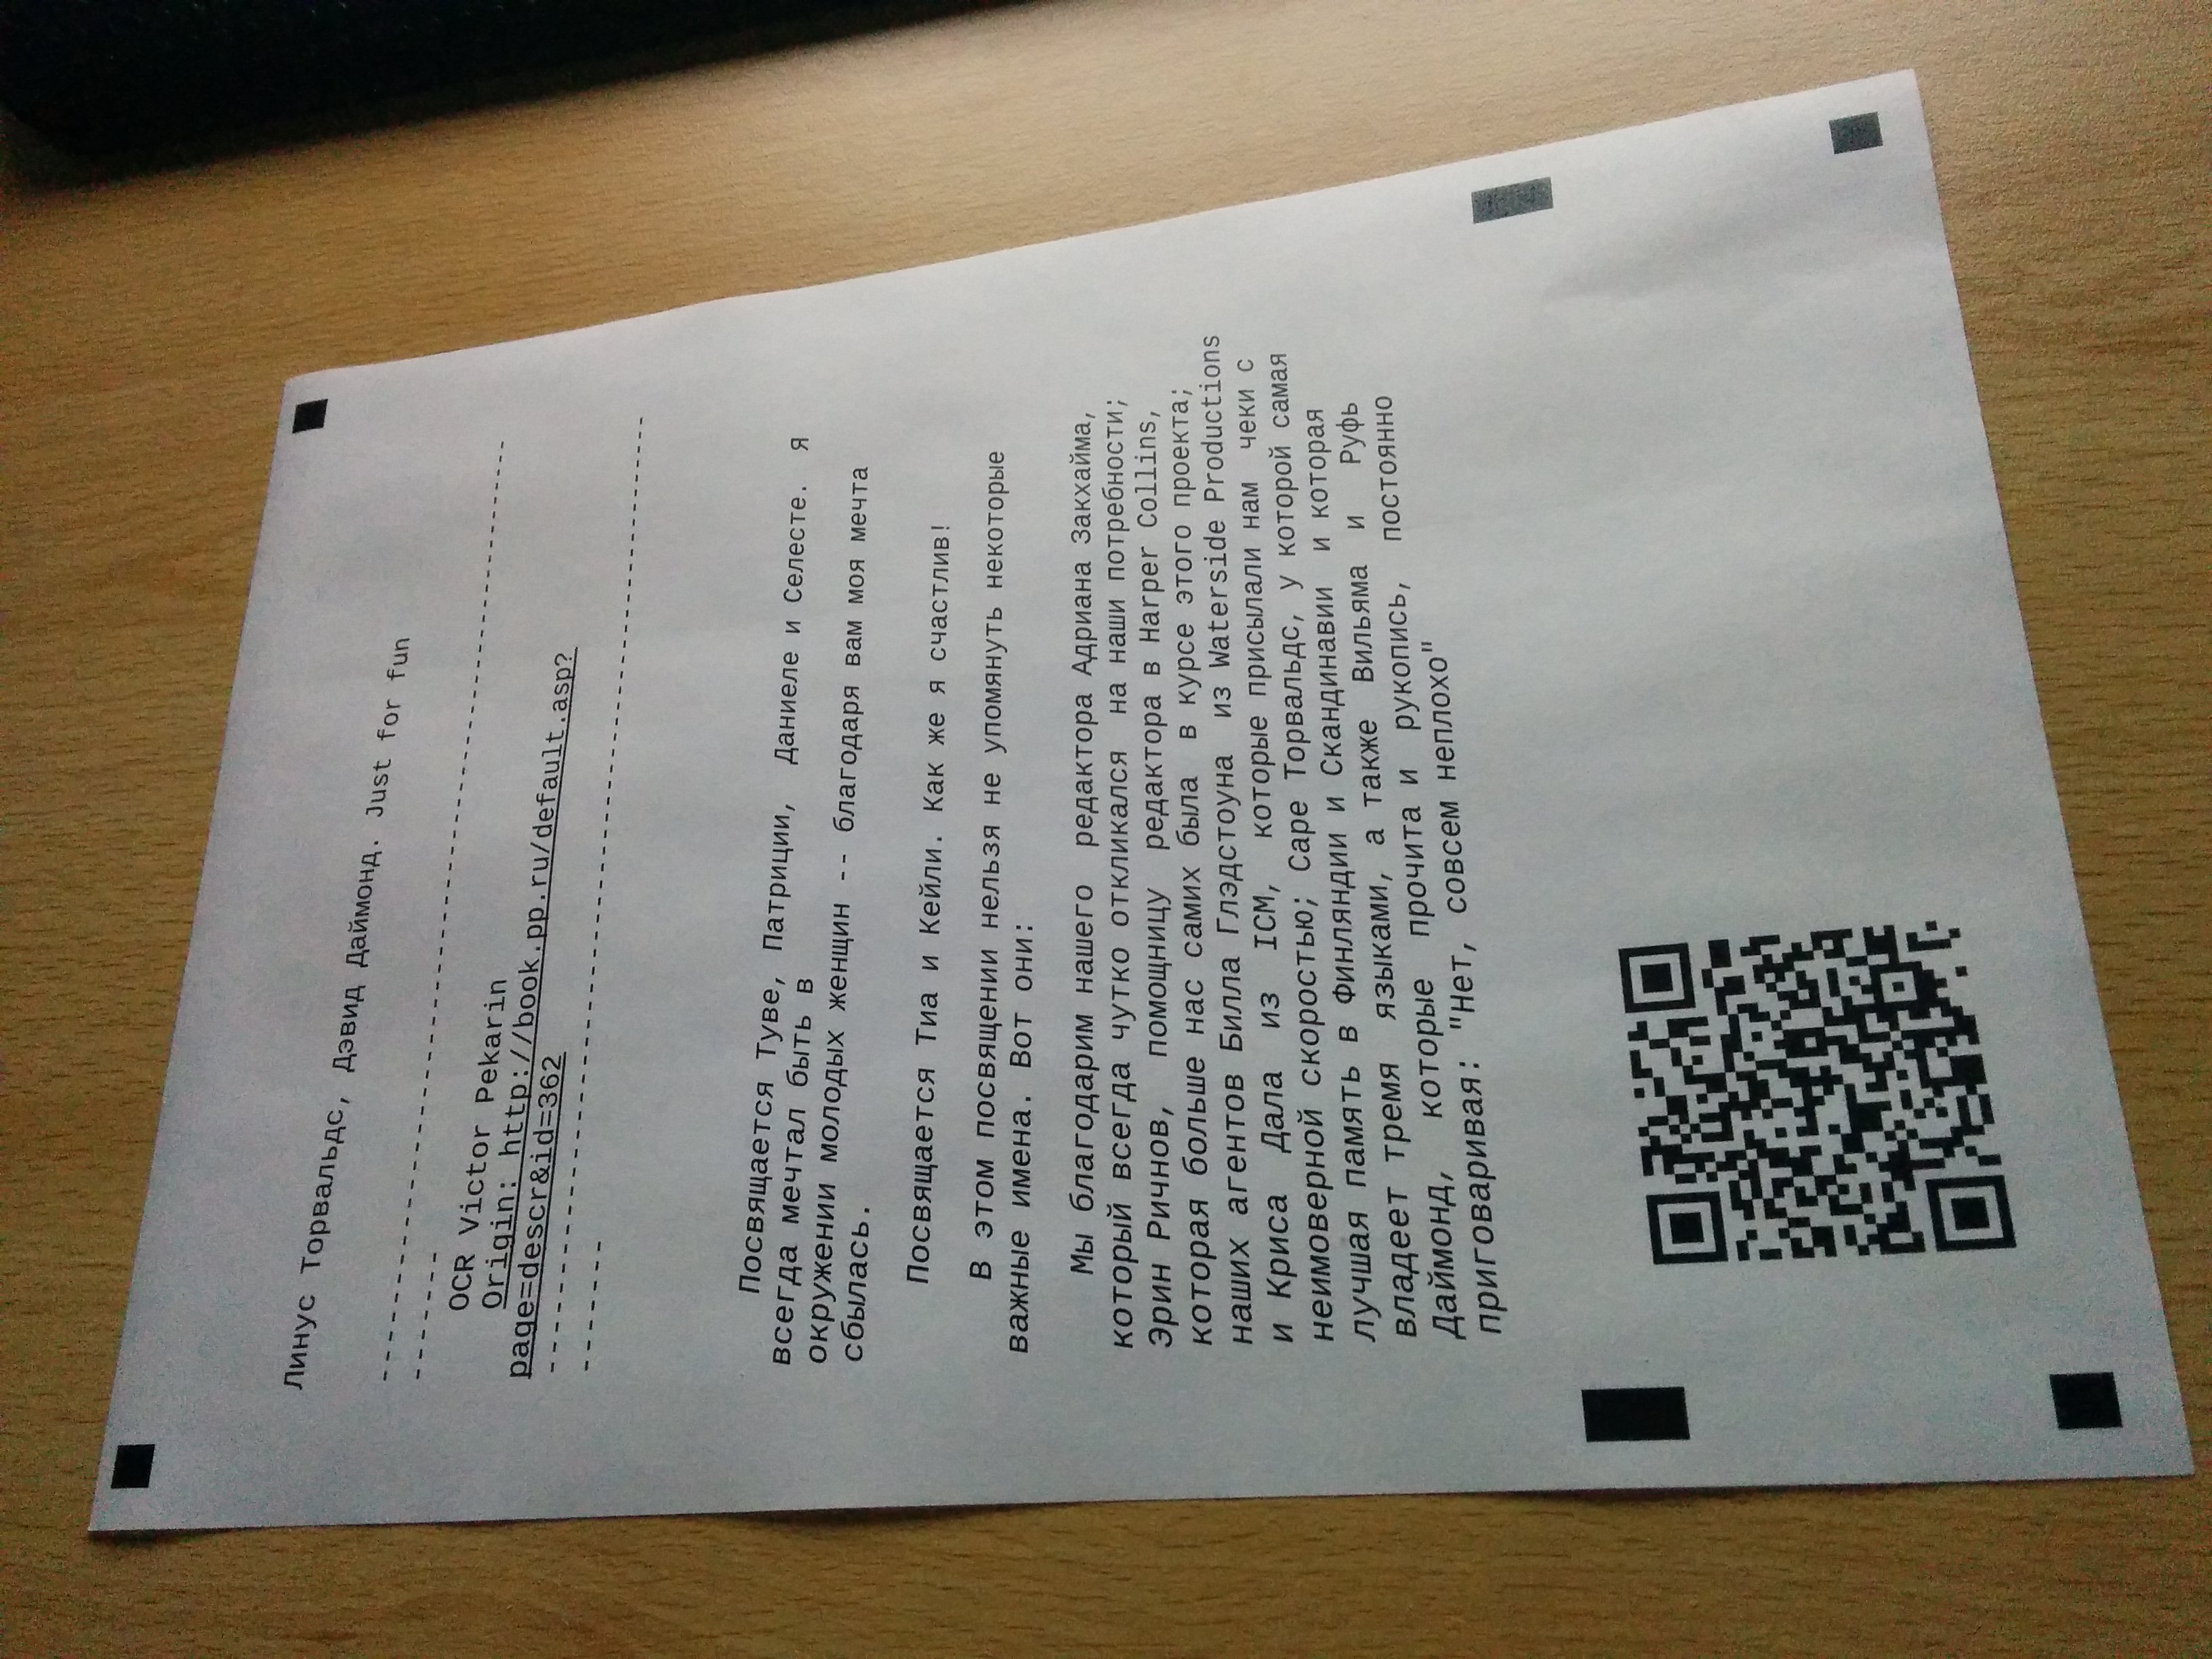 Линус Торвальдс, Дэвид Даймонд. Just for fun
---------------------------------------------------------------
-------
OCR Victor Pekarin
Origin: http://book.pp.ru/default.asp?
page=descr&id=362
---------------------------------------------------------------
-------
Посвящается Туве, Патриции, Даниеле и Селесте. я
всегда мечтал быть в
окружении молодых женщин -- благодаря вам моя мечта
сбылась.
Посвящается Тиа и Кейли. Как же я счастлив!
В этом посвящении нельзя не упомянуть некоторые
важные имена. Вот они:
Мы благодарим нашего редактора Адриана Закхайма,
который всегда чутко откликался на наши потребности;
Эрин Ричнов, помощницу редактора в Harper Collins,
которая больше нас самих была в курсе этого проекта;
наших агентов Билла Глэдстоуна из Waterside Productions
и Криса Дала из ICM, которые присылали нам чеки с
неимоверной скоростью; Саре Торвальдс, у которой самая
лучшая память в Финляндии и Скандинавии и которая
владеет тремя языками, а также Вильяма и Руфь
Даймонд, которые прочита и рукопись, постоянно
приговаривая: "Нет, совсем неплохо"